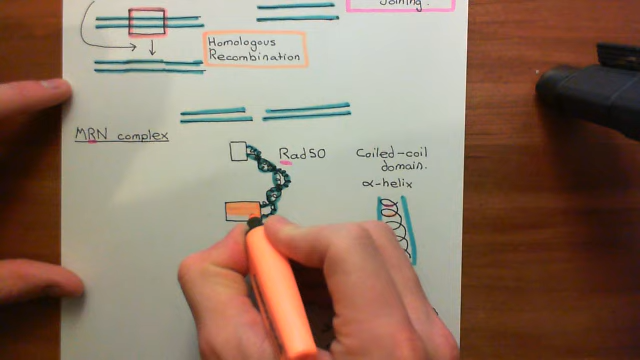 Joining.
Homologous
Recombination
MRN complex
Rad50
Coiled-coil
domain.
α-helix